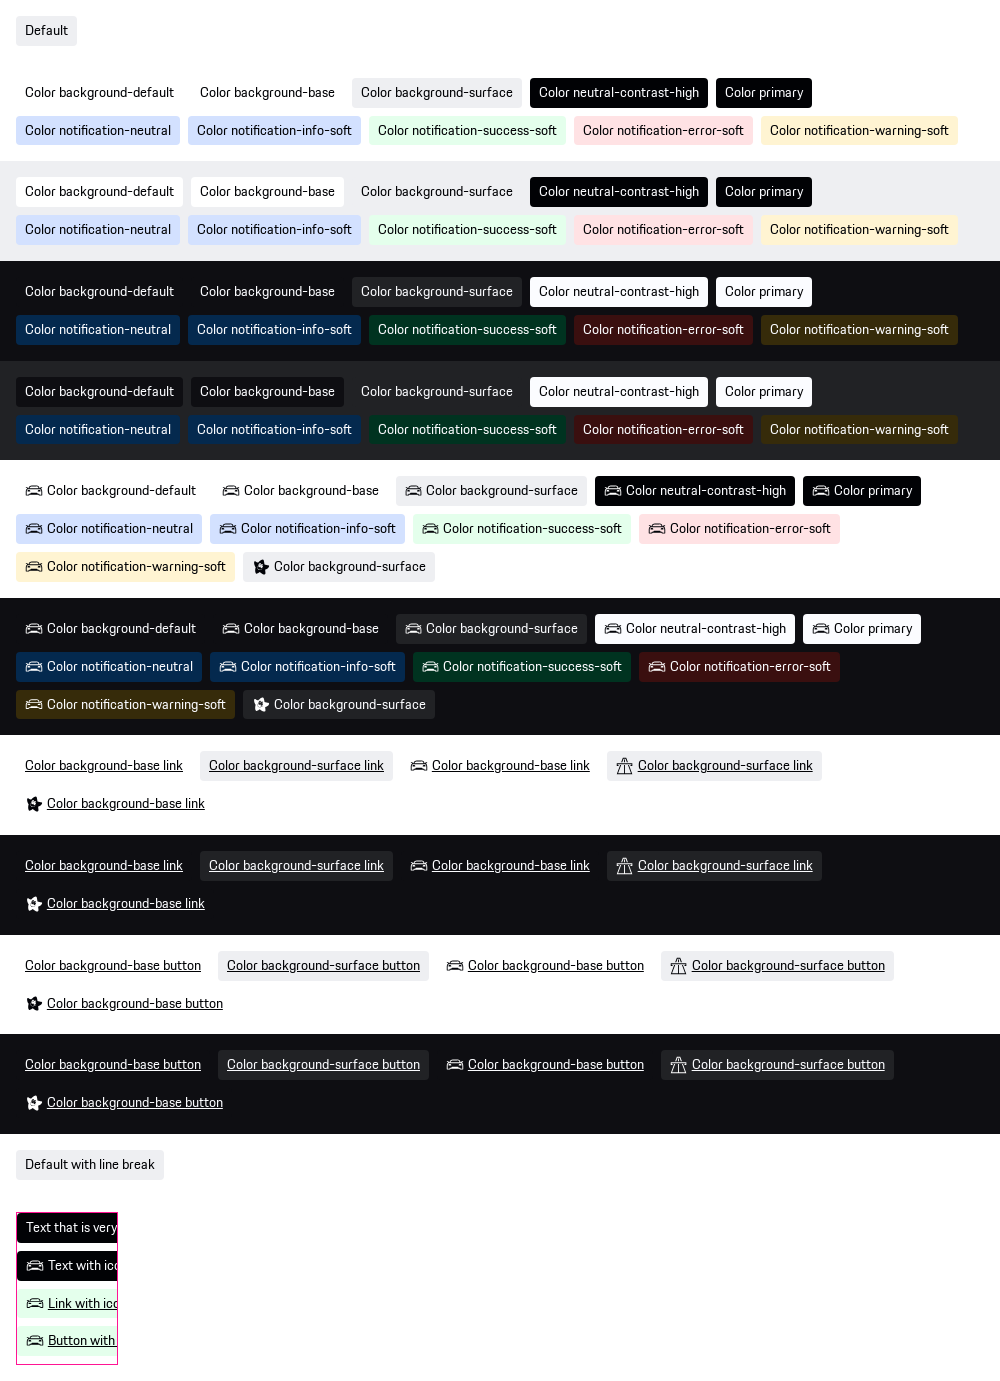 Default
Color background-default Color background-base Color background-surface Color neutral-contrast-high Color primary
Color notification-neutral Color notification-info-soft Color notification-success-soft Color notification-error-soft Color notification-warning-soft
Color background-default Color background-base Color background-surface Color neutral-contrast-high Color primary
Color notification-neutral Color notification-info-soft Color notification-success-soft Color notification-error-soft Color notification-warning-soft
Color background-default Color background-base Color background-surface Color neutral-contrast-high Color primary
Color notification-neutral Color notification-info-soft Color notification-success-soft Color notification-error-soft Color notification-warning-soft
Color background-default Color background-base Color background-surface Color neutral-contrast-high Color primary
Color notification-neutral Color notification-info-soft Color notification-success-soft Color notification-error-soft Color notification-warning-soft
Color background-default Color background-base Color background-surface Color neutral-contrast-high Color primary
Color notification-neutral Color notification-info-soft Color notification-success-soft Color notification-error-soft
Color notification-warning-soft Color background-surface
Color background-default Color background-base Color background-surface Color neutral-contrast-high Color primary
Color notification-neutral Color notification-info-soft Color notification-success-soft Color notification-error-soft
Color notification-warning-soft Color background-surface
Color background-base link Color background-surface link Color background-base link Color background-surface link
Color background-base link
Color background-base link Color background-surface link Color background-base link Color background-surface link
Color background-base link
Color background-base button Color background-surface button Color background-base button Color background-surface button
Color background-base button
Color background-base button Color background-surface button Color background-base button Color background-surface button
Color background-base button
Default with line break
Text that is very
Text with ico
Link with ico
Button with